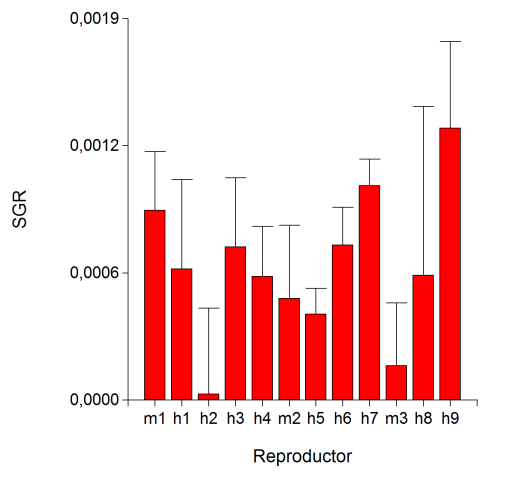 0,0019
0,0012
0,0006
0,0000
SGR
m1 h1 h2 h3 h4 m2 h5 h6 h7 m3 h8 h9
Reproductor